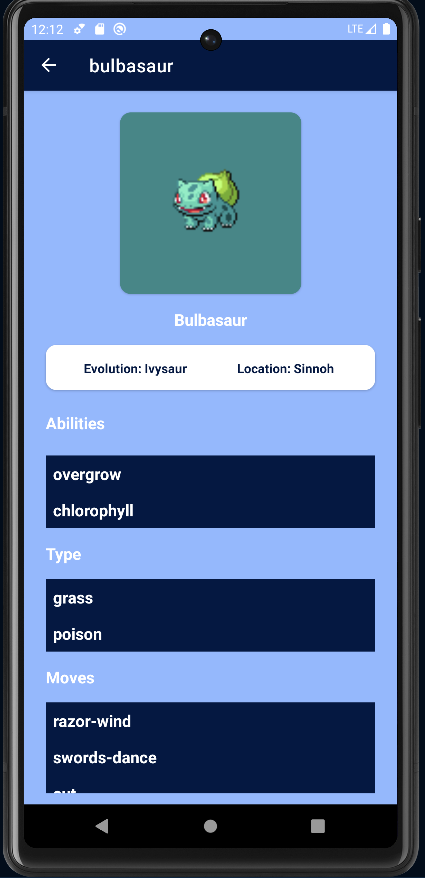 12:12 LTE
bulbasaur
Bulbasaur
Evolution: Ivysaur Location: Sinnoh
Abilities
overgrow
chlorophyll
Type
grass
poison
Moves
razor-wind
swords-dance
cut